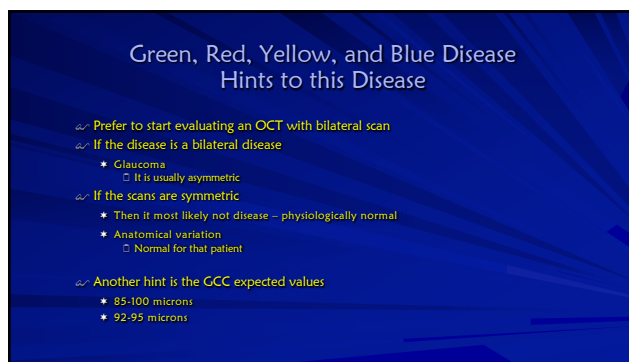 Green, Red, Yellow, and Blue Disease
Hints to this Disease
Prefer to start evaluating an OCT with bilateral scan
If the disease is a bilateral disease
Glaucoma
It is usually asymmetric
If the scans are symmetric
Then it most likely not disease – physiologically normal
Anatomical variation
Normal for that patient
Another hint is the GCC expected values
85-100 microns
92-95 microns